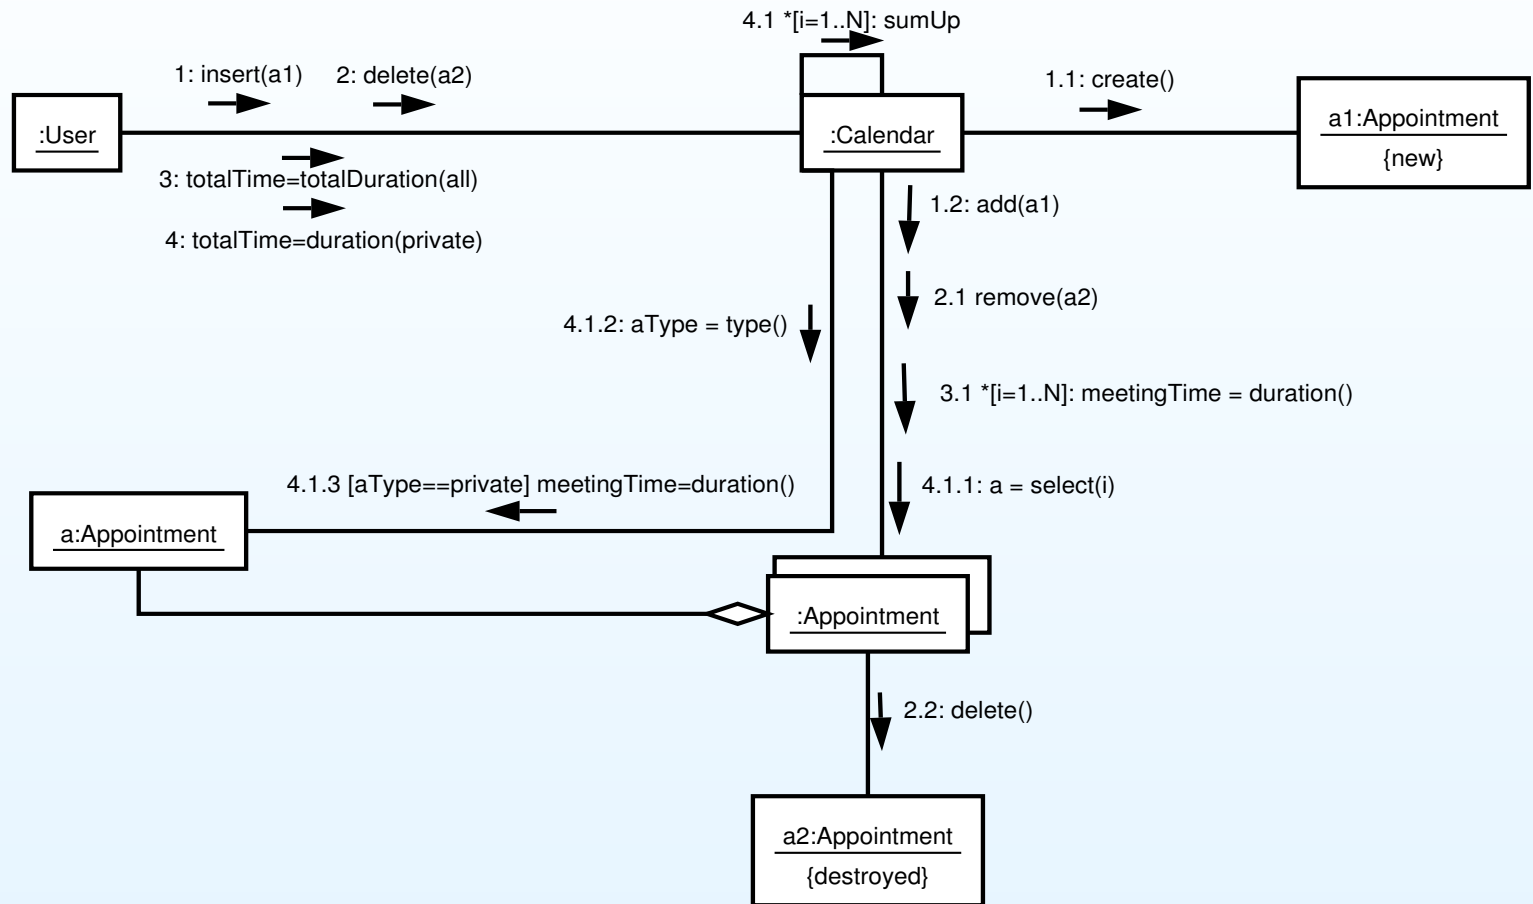 4.1 *[i=1..N]: sumUp
1: insert(a1)
2: delete(a2)
1.1: create()
:User
:Calendar
a1:Appointment
{new}
3: totalTime=totalDuration(all)
4: totalTime=duration(private)
1.2: add(a1)
2.1 remove(a2)
4.1.2: aType = type()
3.1 *[i=1..N]: meetingTime = duration()
4.1.3 [aType==private] meetingTime=duration()
4.1.1: a = select(i)
a:Appointment
:Appointment
2.2: delete()
a2:Appointment
{destroyed}